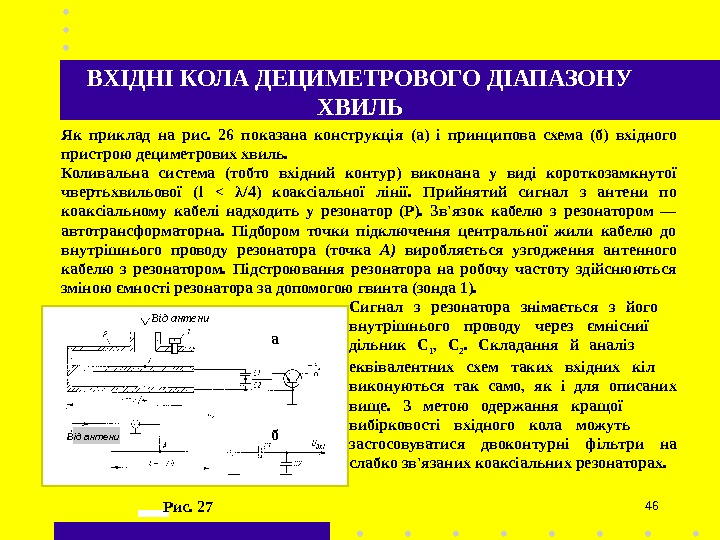 ВХІДНІ КОЛА ДЕЦИМЕТРОВОГО ДІАПАЗОНУ
ХВИЛЬ
Як приклад на рис. 26 показана конструкція (а) і принципова схема (б) вхідного
пристрою дециметрових хвиль.
Коливальна система (тобто вхідний контур) виконана у виді короткозамкнутої
чвертьхвильової (l < λ/4) коаксіальної лінії. Прийнятий сигнал з антени по
коаксіальному кабелі надходить у резонатор (Р). Зв'язок кабелю з резонатором —
автотрансформаторна. Підбором точки підключення центральної жили кабелю до
внутрішнього проводу резонатора (точка А) виробляється узгодження антенного
кабелю з резонатором. Підстроювання резонатора на робочу частоту здійснюються
зміною ємності резонатора за допомогою гвинта (зонда 1).
Сигнал з резонатора знімається з його
внутрішнього проводу через ємнісниї
дільник С1, С2. Складання й аналіз
еквівалентних схем таких вхідних кіл
виконуються так само, як і для описаних
вище. З метою одержання кращої
вибірковості вхідного кола можуть
застосовуватися двоконтурні фільтри на
слабко зв'язаних коаксіальних резонаторах.
Від антени
а
Від антени
б
Рис. 27
46